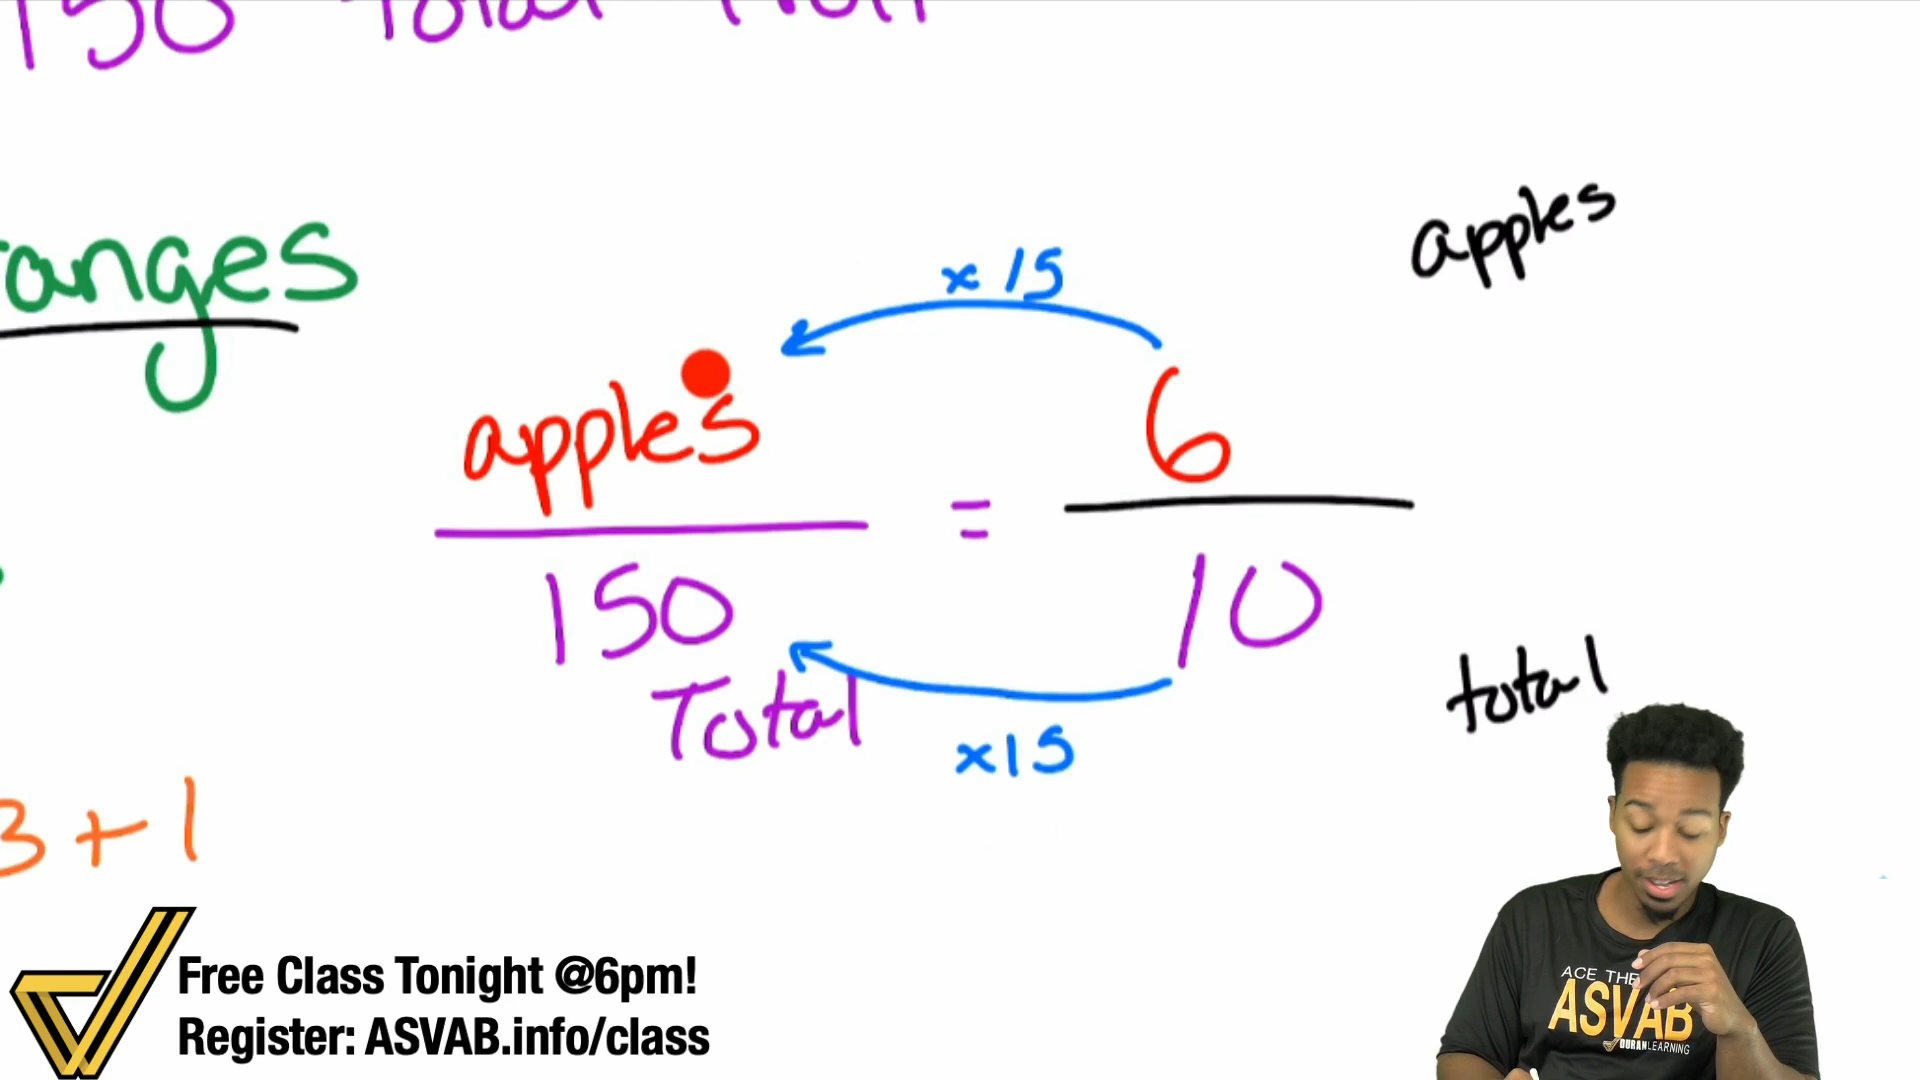 150 Total
anges
apples
x 15
apples
6
=
150
10
Total
total
x15
3 + 1
Free Class Tonight @6pm!
Register: ASVAB.info/class
ACE THE
ASVAB
DURAN LEARNING